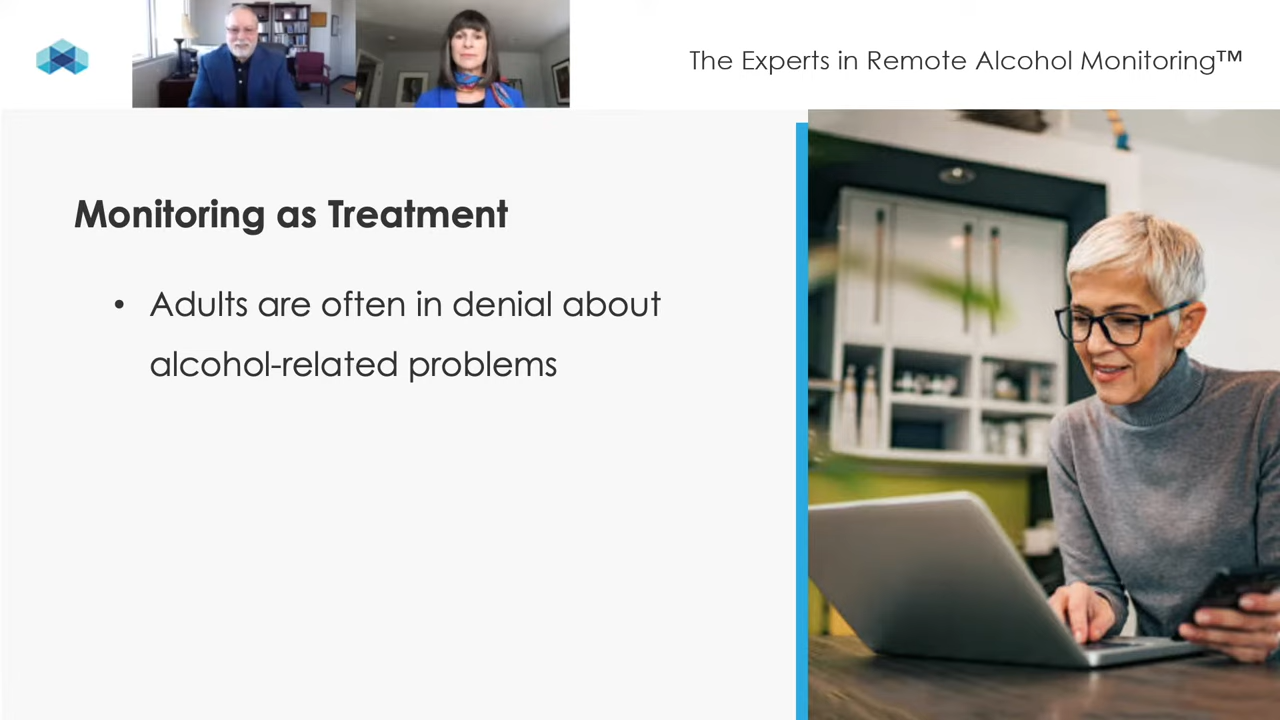 The Experts in Remote Alcohol Monitoring™
Monitoring as Treatment
• Adults are often in denial about
alcohol-related problems